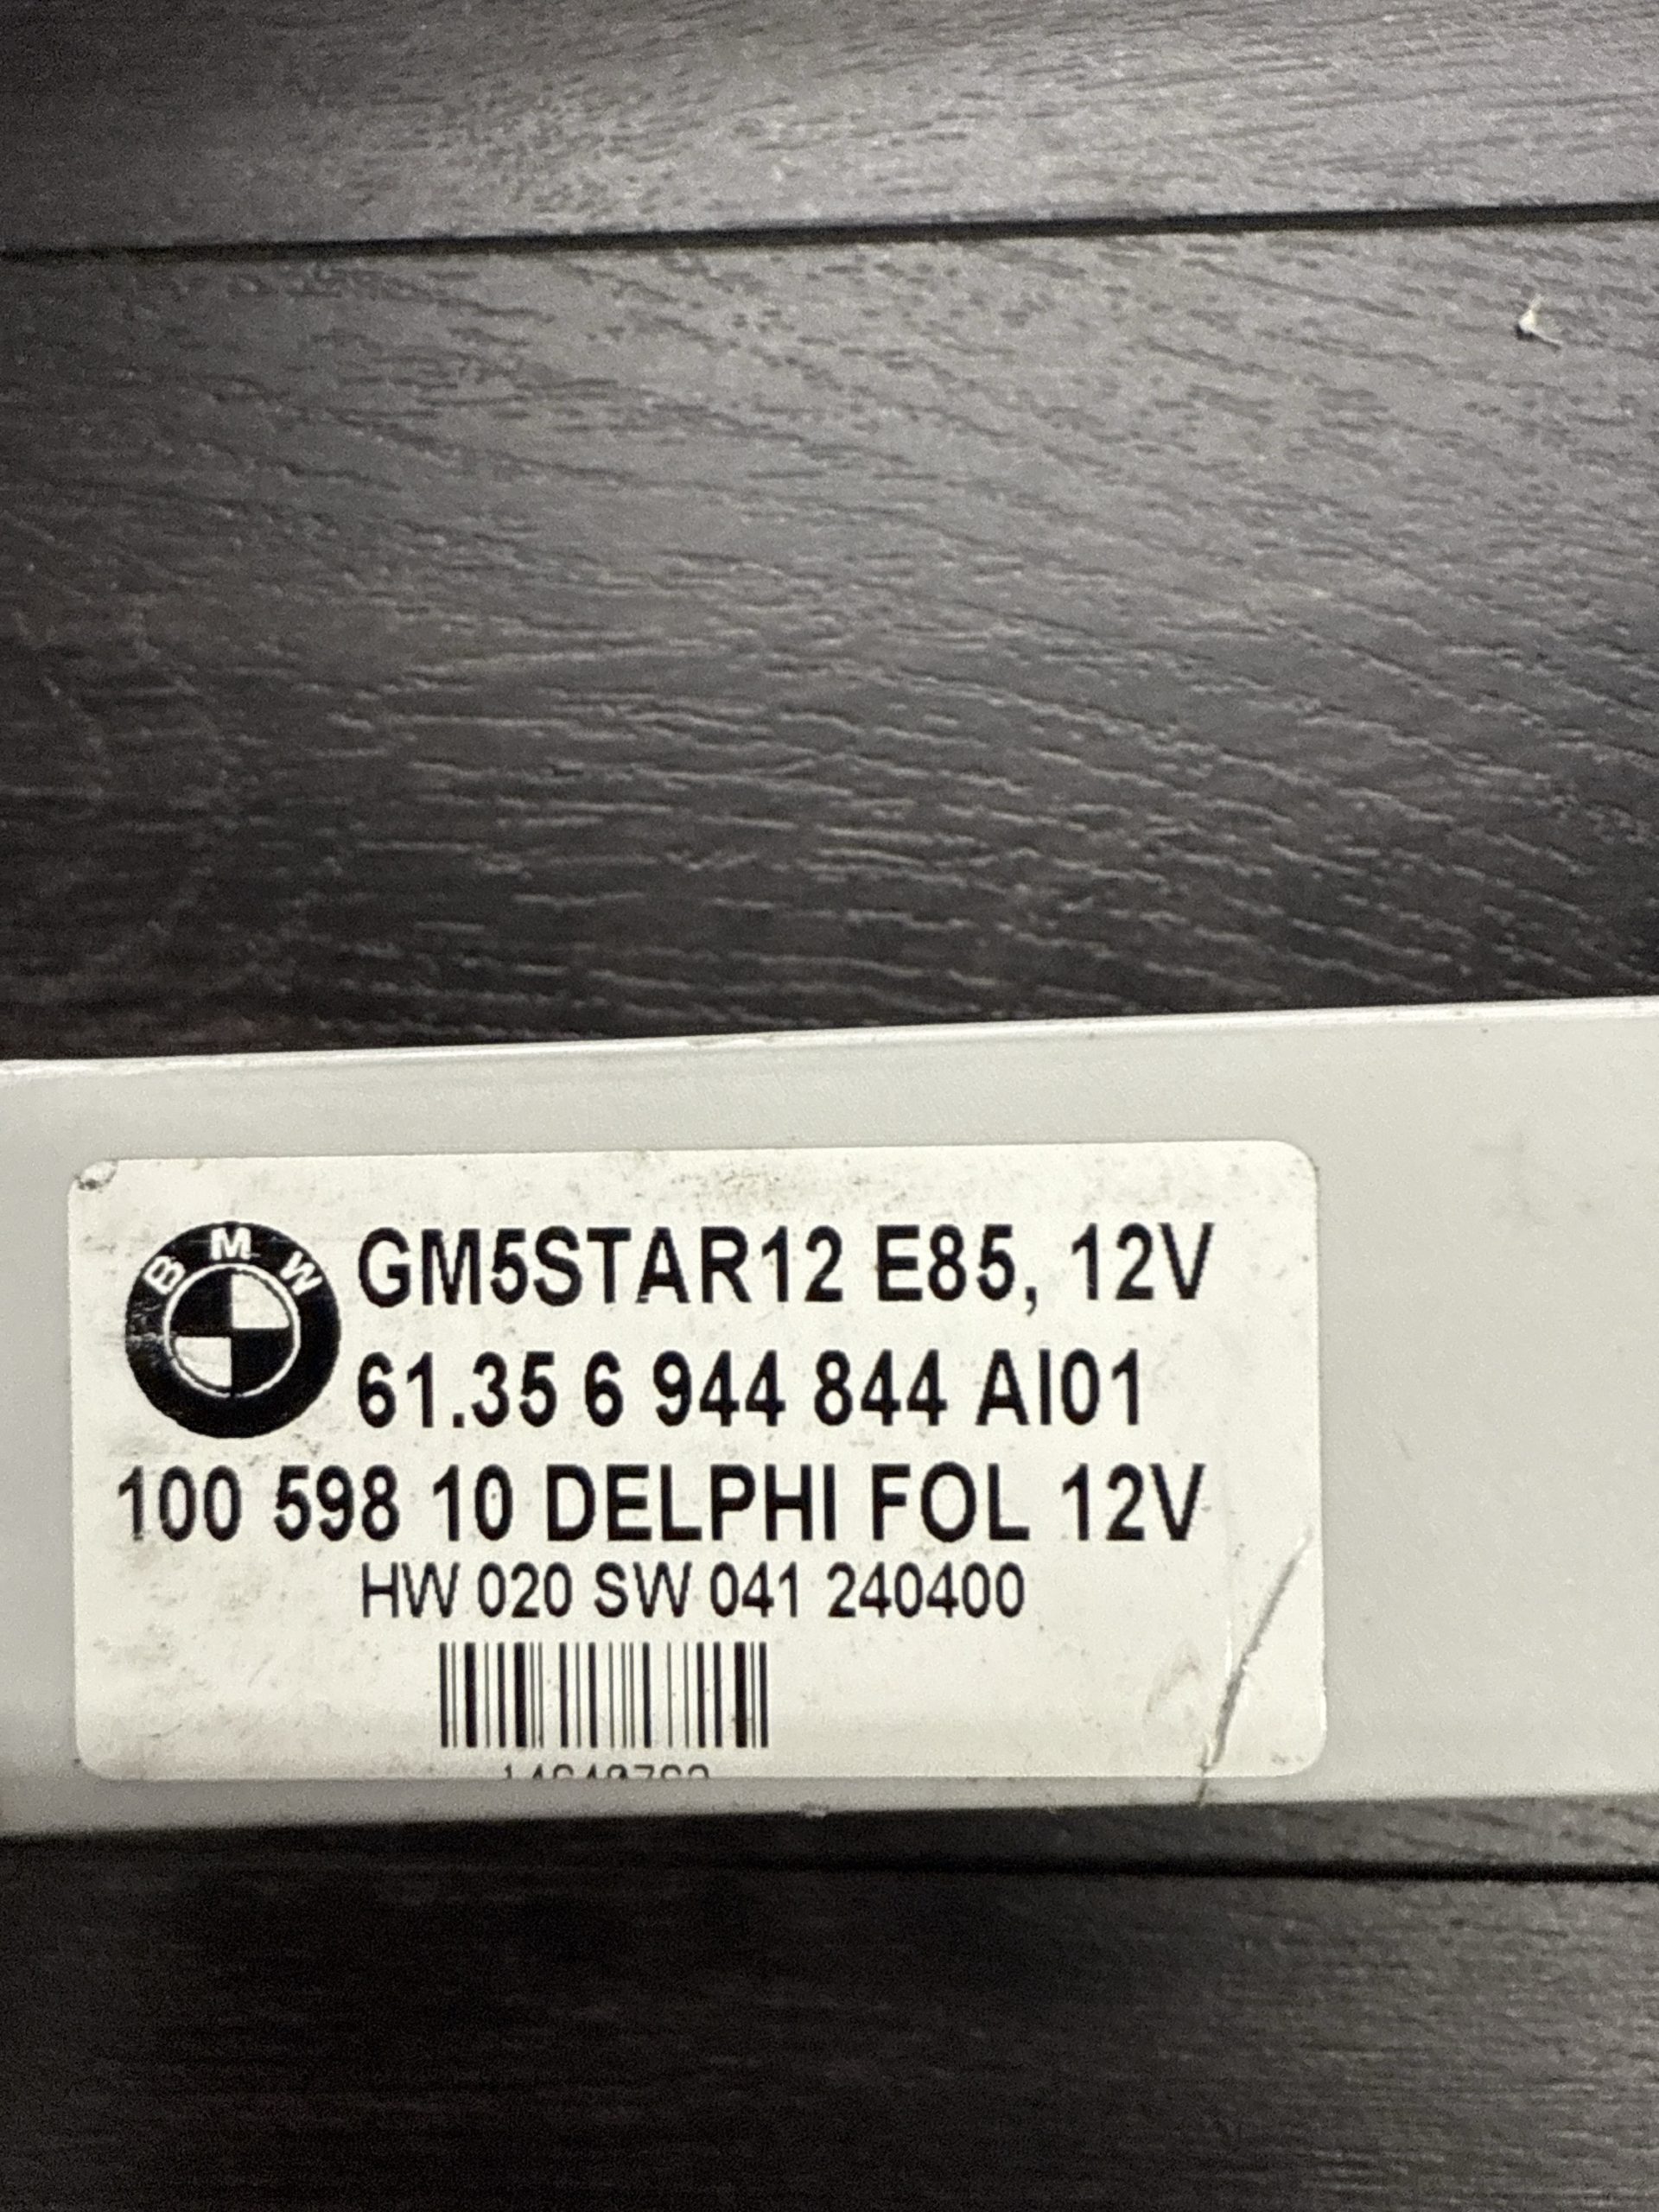 BMW
GM5STAR12 E85, 12V
61.35 6 944 844 AI01
100 598 10 DELPHI FOL 12V
HW 020 SW 041 240400